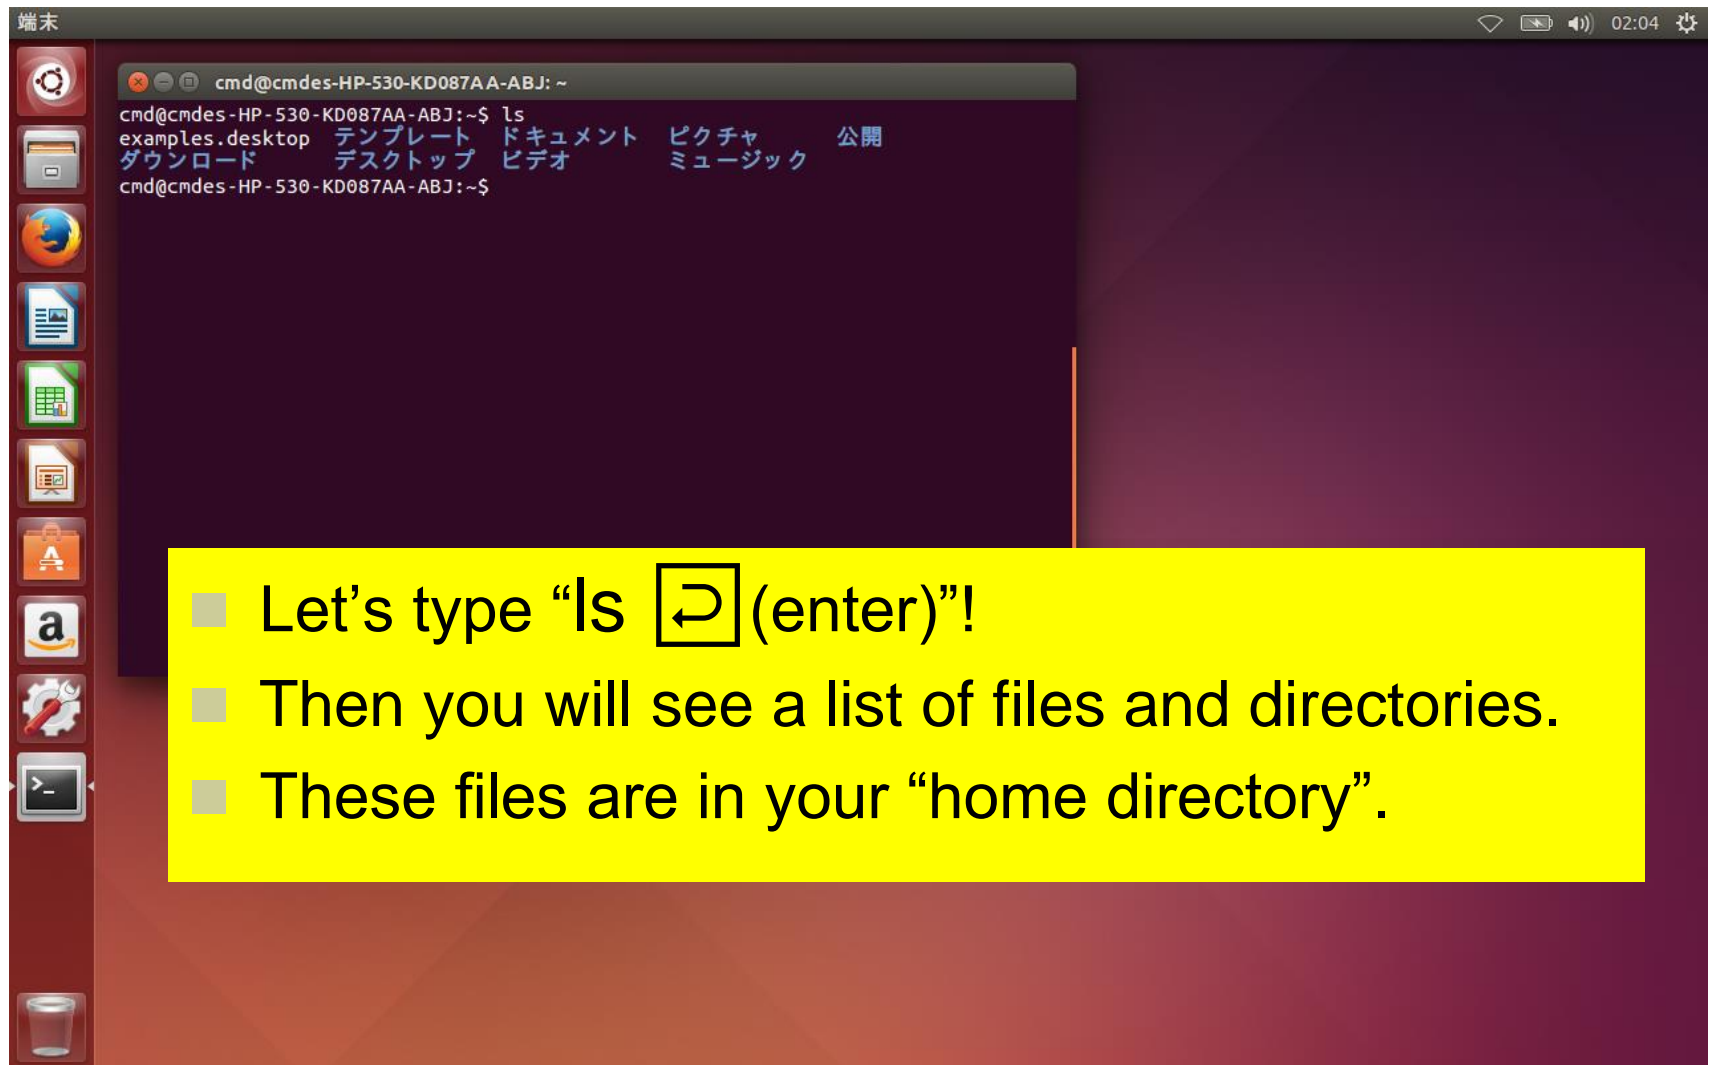 端末 02:04
cmd@cmdes-HP-530-KD087AA-ABJ: ~
cmd@cmdes-HP-530-KD087AA-ABJ:~$ ls
examples.desktop テンプレート ドキュメント ピクチャ 公開
ダウンロード デスクトップ ビデオ ミュージック
cmd@cmdes-HP-530-KD087AA-ABJ:~$
Let’s type “ls (enter)”!
Then you will see a list of files and directories.
These files are in your “home directory”.